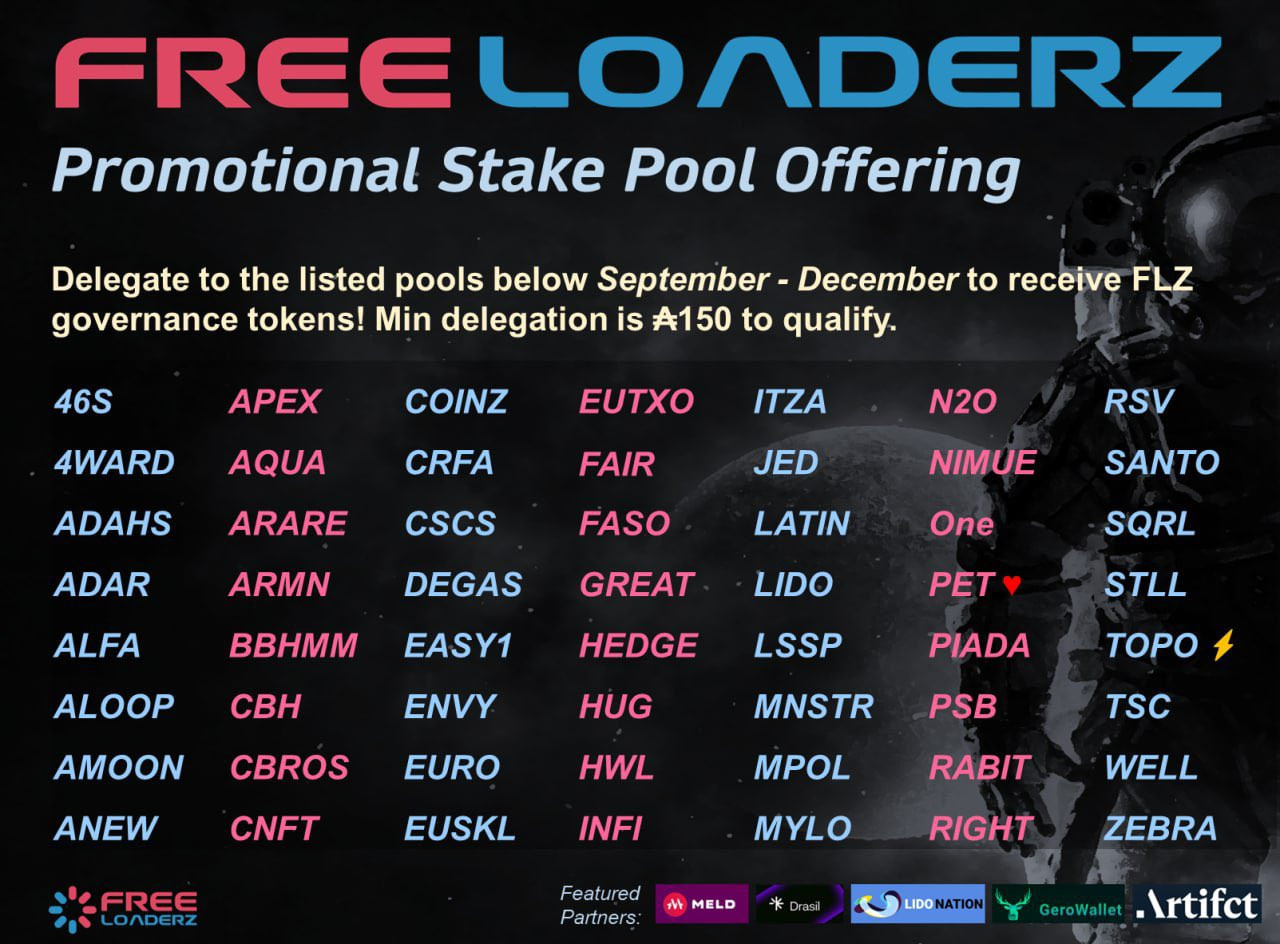 FREELOADERZ
Promotional Stake Pool Offering
Delegate to the listed pools below September - December to receive FLZ
governance tokens! Min delegation is ₳150 to qualify.
46S APEX COINZ EUTXO ITZA N2O RSV
4WARD AQUA CRFA FAIR JED NIMUE SANTO
ADAHS ARARE CSCS FASO LATIN One SQRL
ADAR ARMN DEGAS GREAT LIDO PET ♥ STLL
ALFA BBHMM EASY1 HEDGE LSSP PIADA TOPO ⚡
ALOOP CBH ENVY HUG MNSTR PSB TSC
AMOON CBROS EURO HWL MPOL RABIT WELL
ANEW CNFT EUSKL INFI MYLO RIGHT ZEBRA
FREE
LOADERZ
Featured
Partners:
MELD
Drasil
LIDO NATION
GeroWallet
Artifct